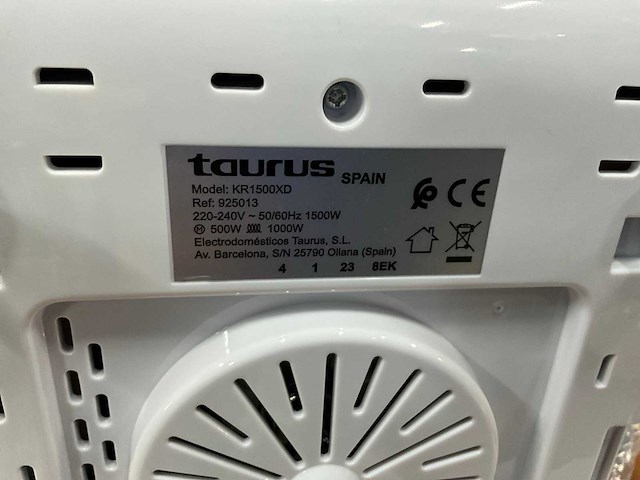 taurus SPAIN
Model: KR1500XD
Ref: 925013
220-240V ~ 50/60Hz 1500W
Ⓜ 500W 1000W
Electrodomésticos Taurus, S.L.
Av. Barcelona, S/N 25790 Oliana (Spain)
4 1 23 8EK
CE